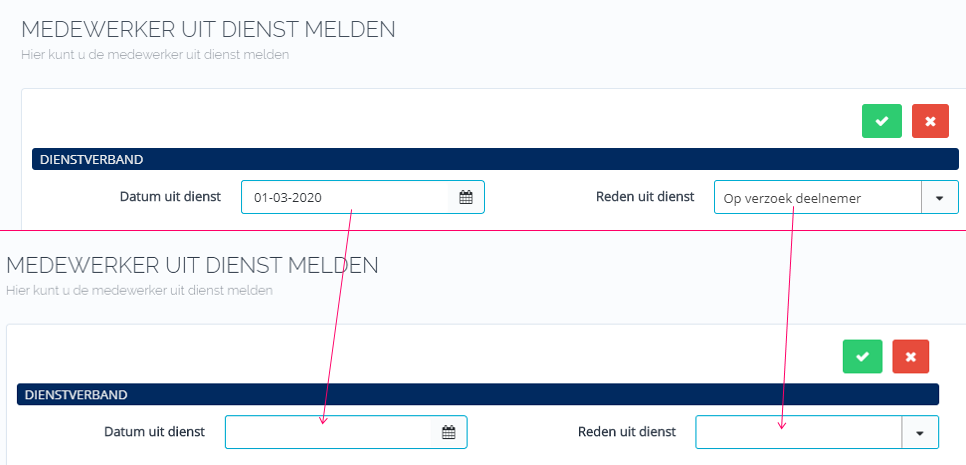 MEDEWERKER UIT DIENST MELDEN
Hier kunt u de medewerker uit dienst melden
DIENSTVERBAND
Datum uit dienst 01-03-2020 Reden uit dienst Op verzoek deelnemer
MEDEWERKER UIT DIENST MELDEN
Hier kunt u de medewerker uit dienst melden
DIENSTVERBAND
Datum uit dienst Reden uit dienst